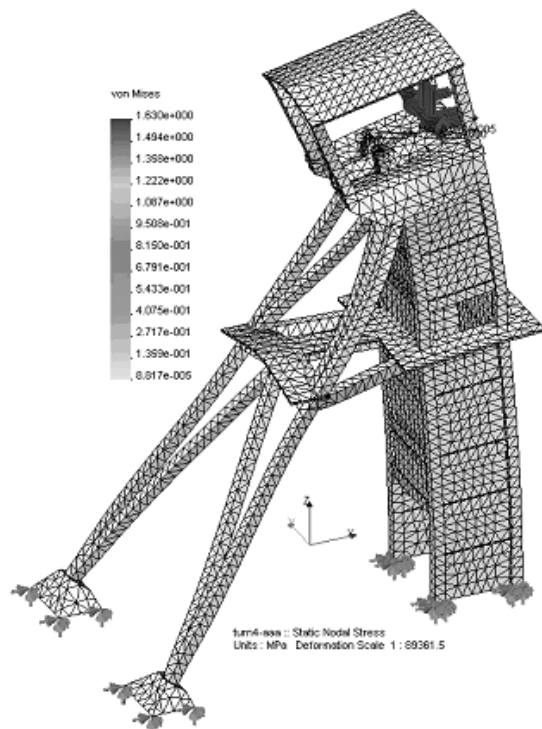 von Mises
1.630e+000
1.494e+000
1.358e+000
1.222e+000
1.087e+000
9.508e-001
8.150e-001
6.791e-001
5.433e-001
4.075e-001
2.717e-001
1.359e-001
8.817e-005
Z
turn4-aaa :: Static Nodal Stress
Units : MPa Deformation Scale 1 : 89361.5